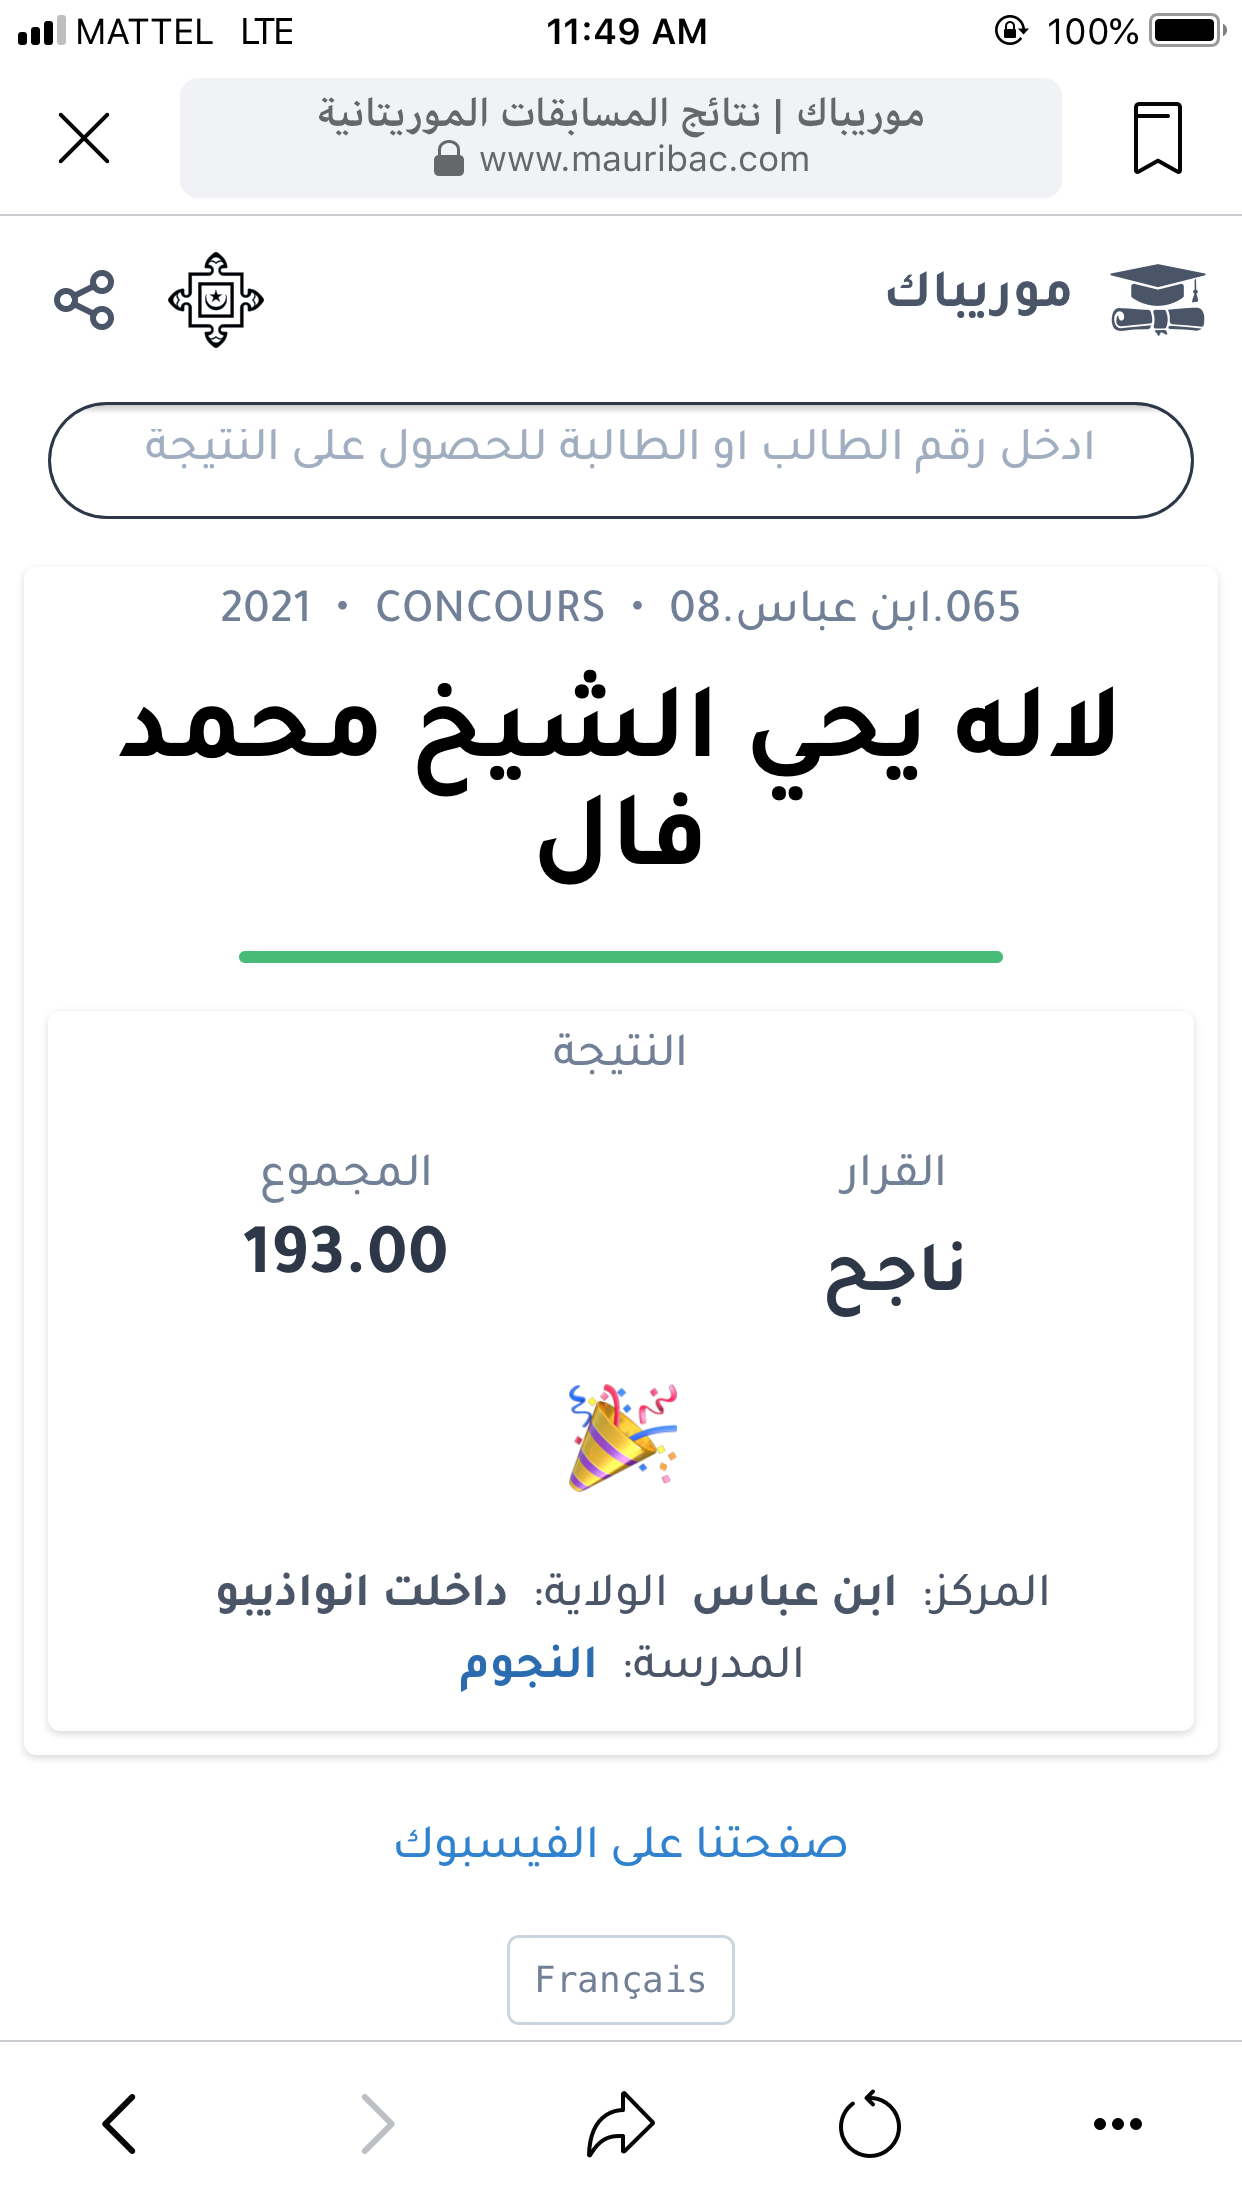 MATTEL LTE 11:49 AM 100%
موريباك | نتائج المسابقات الموريتانية
www.mauribac.com
موريباك
ادخل رقم الطالب او الطالبة للحصول على النتيجة
065.ابن عباس.08 • CONCOURS • 2021
لاله يحي الشيخ محمد
فال
النتيجة
القرار المجموع
ناجح 193.00
المركز: ابن عباس الولاية: داخلت انواذيبو
المدرسة: النجوم
صفحتنا على الفيسبوك
Français